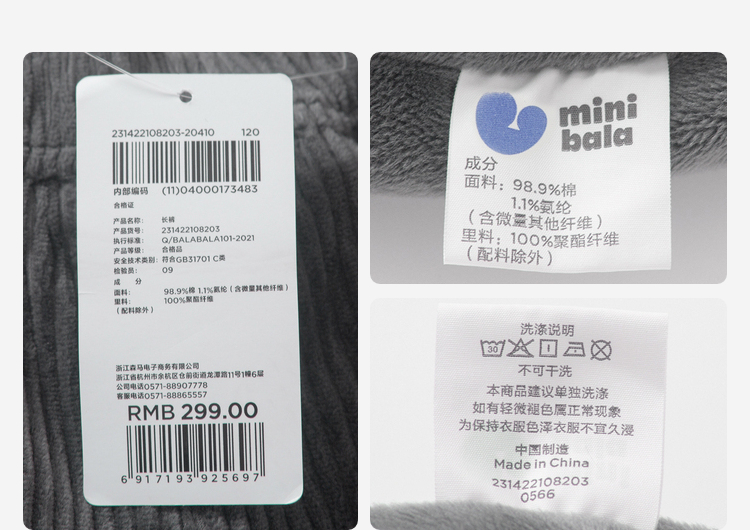 231422108203-20410 120
内部编码 (11)04000173483
合格证
产品名称: 长裤
产品货号: 231422108203
执行标准: Q/BALABALA101-2021
产品等级: 合格品
安全技术类别: 符合GB31701 C类
检验员: 09
成 分
面料: 98.9%棉 1.1%氨纶(含微量其他纤维)
里料: 100%聚酯纤维
(配料除外)
浙江森马电子商务有限公司
浙江省杭州市余杭区仓前街道龙潭路11号1幢6层
公司电话0571-88907778
客服电话0571-88865557
RMB 299.00
6 917193 925697
mini
bala
成分
面料: 98.9%棉
1.1%氨纶
(含微量其他纤维)
里料: 100%聚酯纤维
(配料除外)
洗涤说明
30
不可干洗
本商品建议单独洗涤
如有轻微褪色属正常现象
为保持衣服色泽衣服不宜久浸
中国制造
Made in China
231422108203
0566